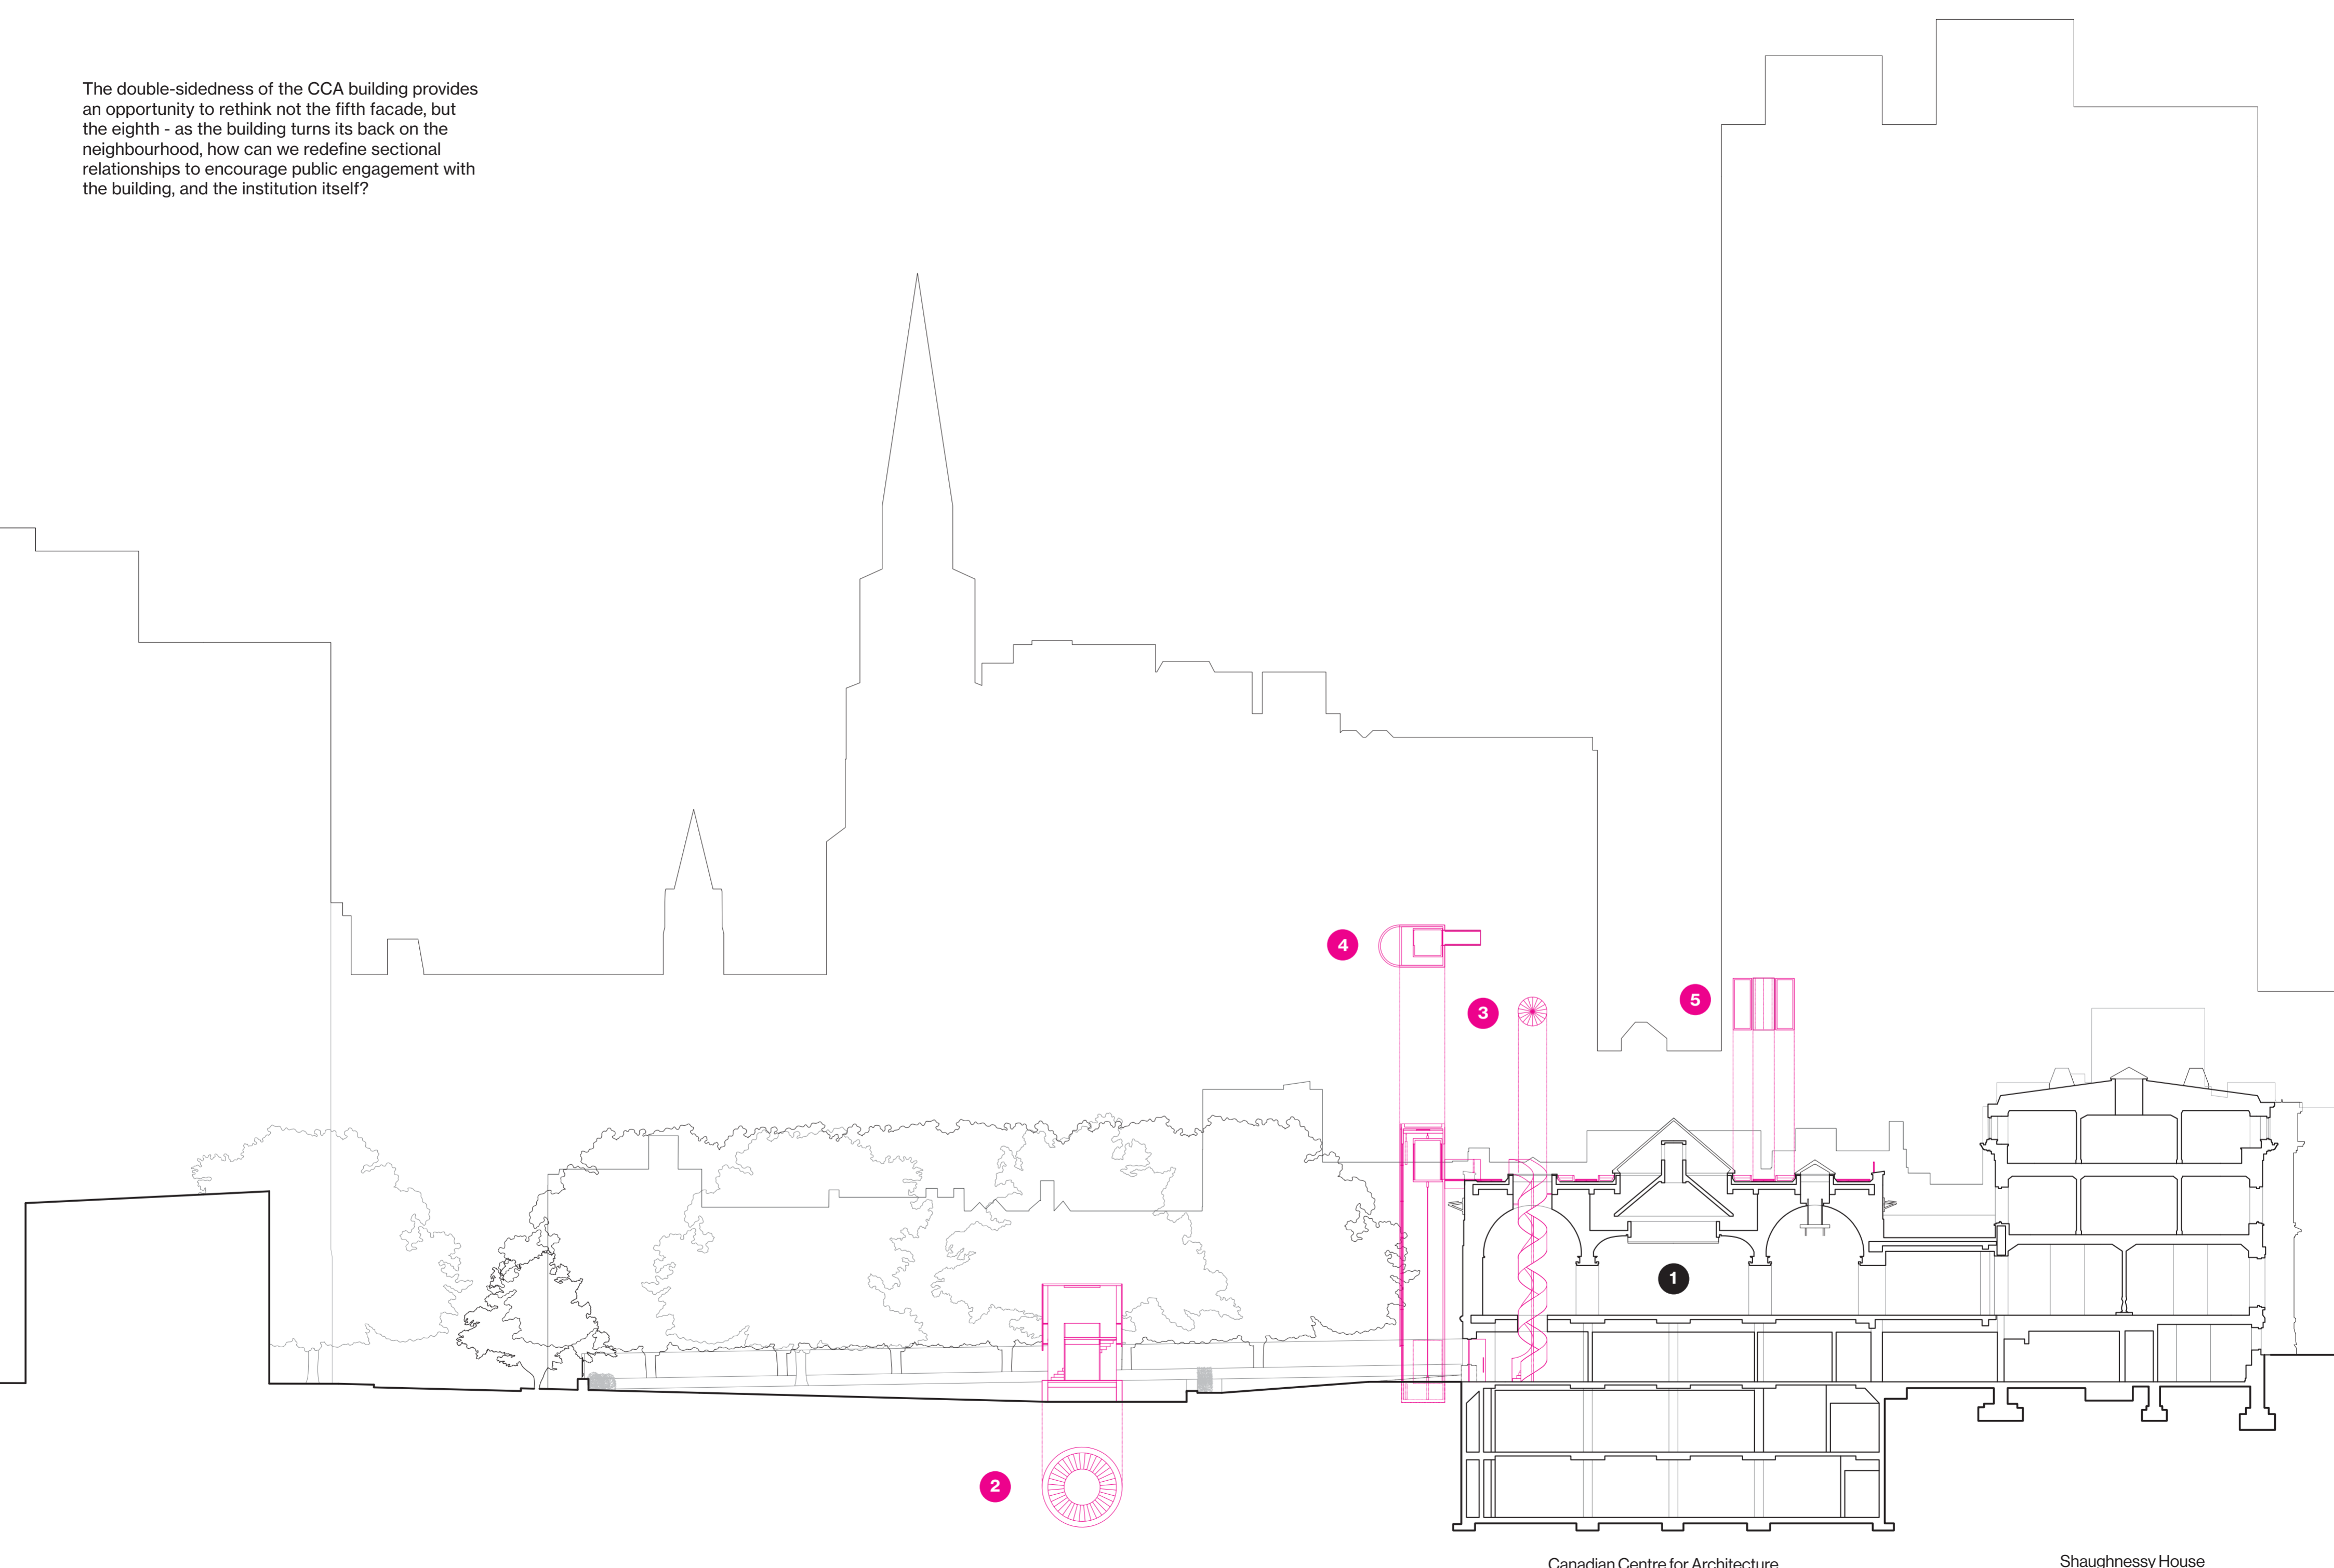 The double-sidedness of the CCA building provides
an opportunity to rethink not the fifth facade, but
the eighth - as the building turns its back on the
neighbourhood, how can we redefine sectional
relationships to encourage public engagement with
the building, and the institution itself?
4
3
5
1
2
Canadian Centre for Architecture
Shaughnessy House